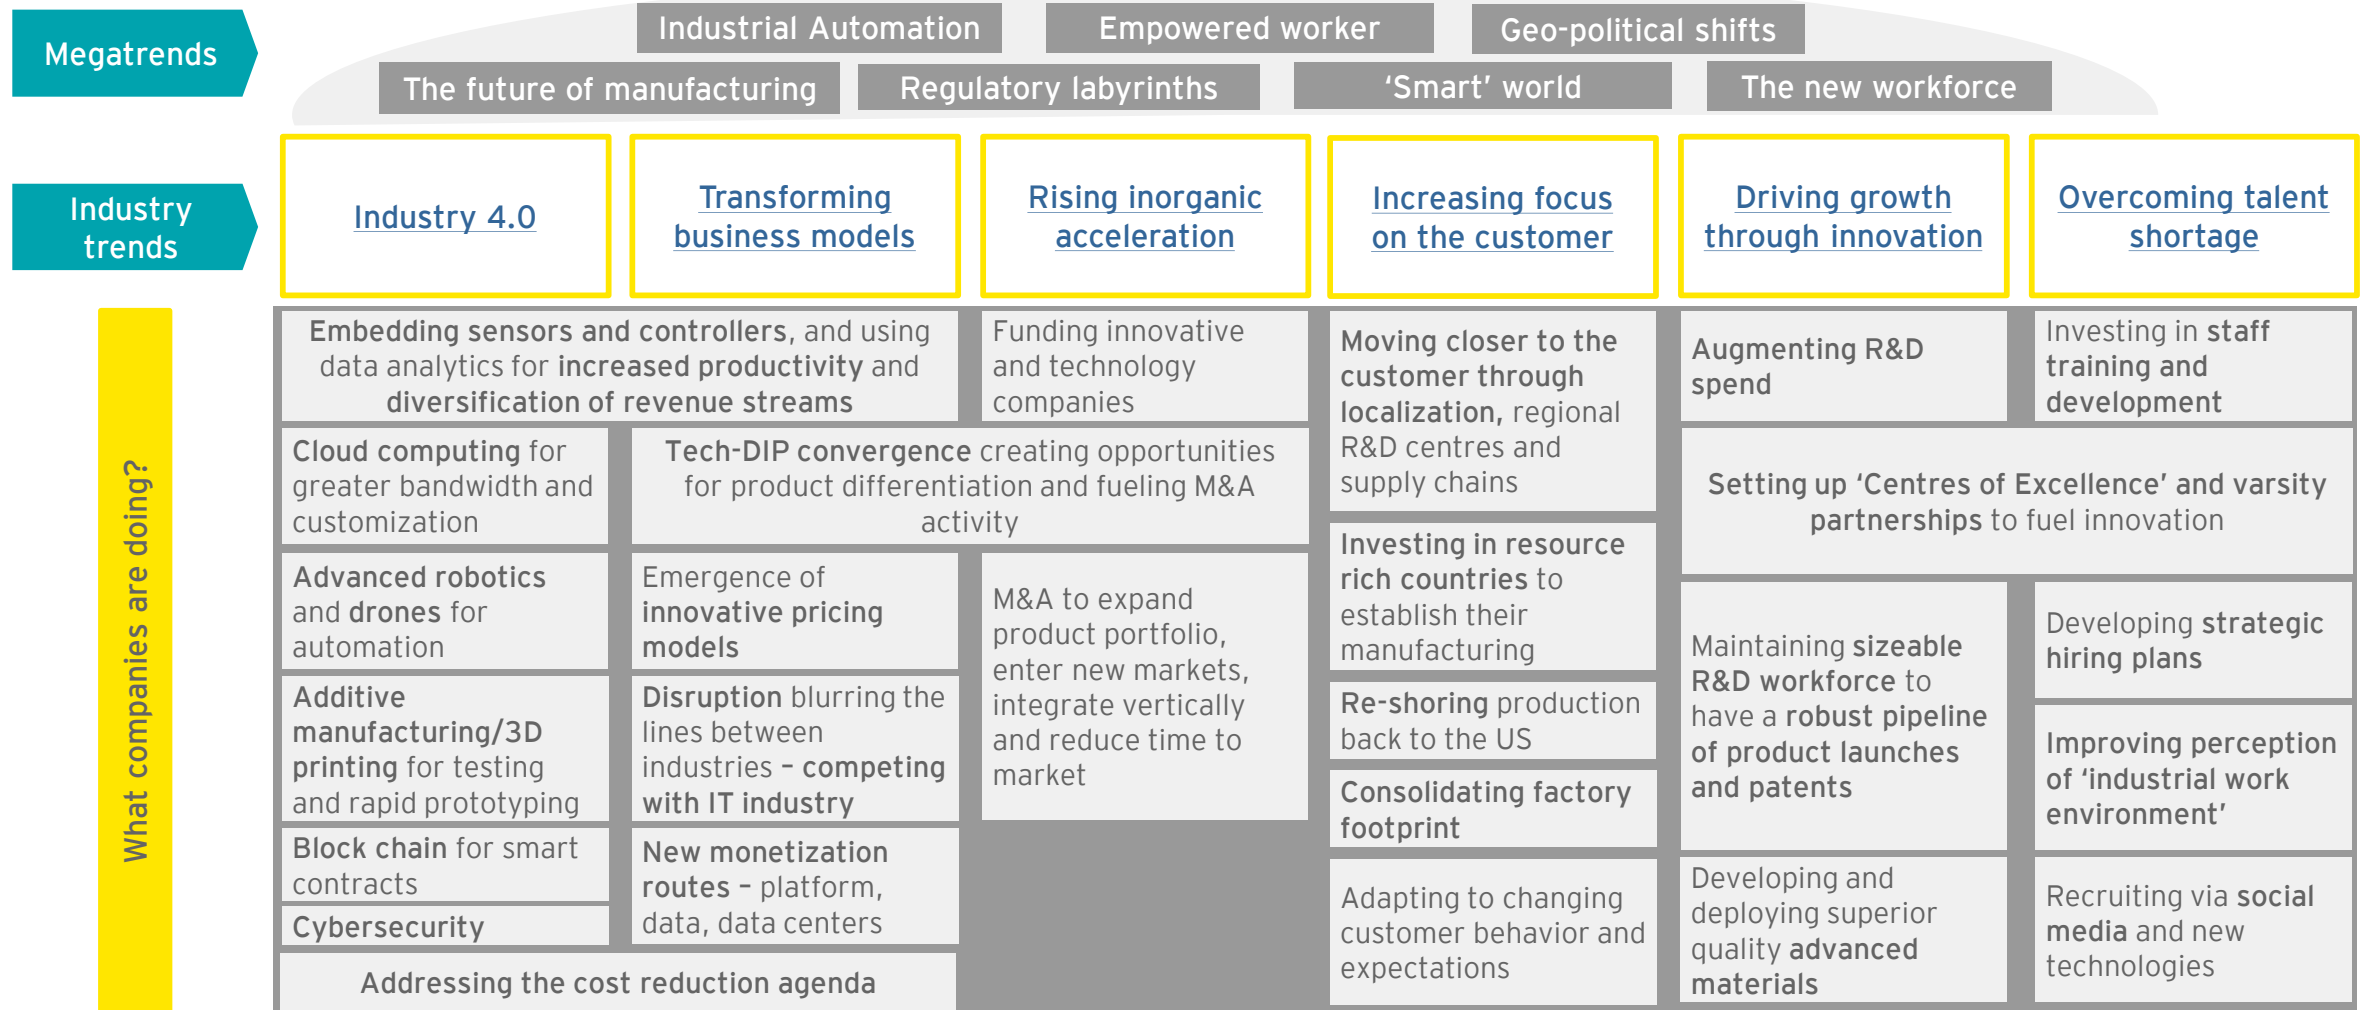 Megatrends
Industrial Automation
Empowered worker
Geo-political shifts
The future of manufacturing
Regulatory labyrinths
‘Smart’ world
The new workforce
Industry
trends
Industry 4.0
Transforming
business models
Rising inorganic
acceleration
Increasing focus
on the customer
Driving growth
through innovation
Overcoming talent
shortage
What companies are doing?
Embedding sensors and controllers, and using
data analytics for increased productivity and
diversification of revenue streams
Cloud computing for
greater bandwidth and
customization
Advanced robotics
and drones for
automation
Additive
manufacturing/3D
printing for testing
and rapid prototyping
Block chain for smart
contracts
Cybersecurity
Addressing the cost reduction agenda
Tech-DIP convergence creating opportunities
for product differentiation and fueling M&A
activity
Emergence of
innovative pricing
models
Disruption blurring the
lines between
industries – competing
with IT industry
New monetization
routes – platform,
data, data centers
Funding innovative
and technology
companies
M&A to expand
product portfolio,
enter new markets,
integrate vertically
and reduce time to
market
Moving closer to the
customer through
localization, regional
R&D centres and
supply chains
Investing in resource
rich countries to
establish their
manufacturing
Re-shoring production
back to the US
Consolidating factory
footprint
Adapting to changing
customer behavior and
expectations
Augmenting R&D
spend
Setting up ‘Centres of Excellence’ and varsity
partnerships to fuel innovation
Maintaining sizeable
R&D workforce to
have a robust pipeline
of product launches
and patents
Developing and
deploying superior
quality advanced
materials
Investing in staff
training and
development
Developing strategic
hiring plans
Improving perception
of ‘industrial work
environment’
Recruiting via social
media and new
technologies